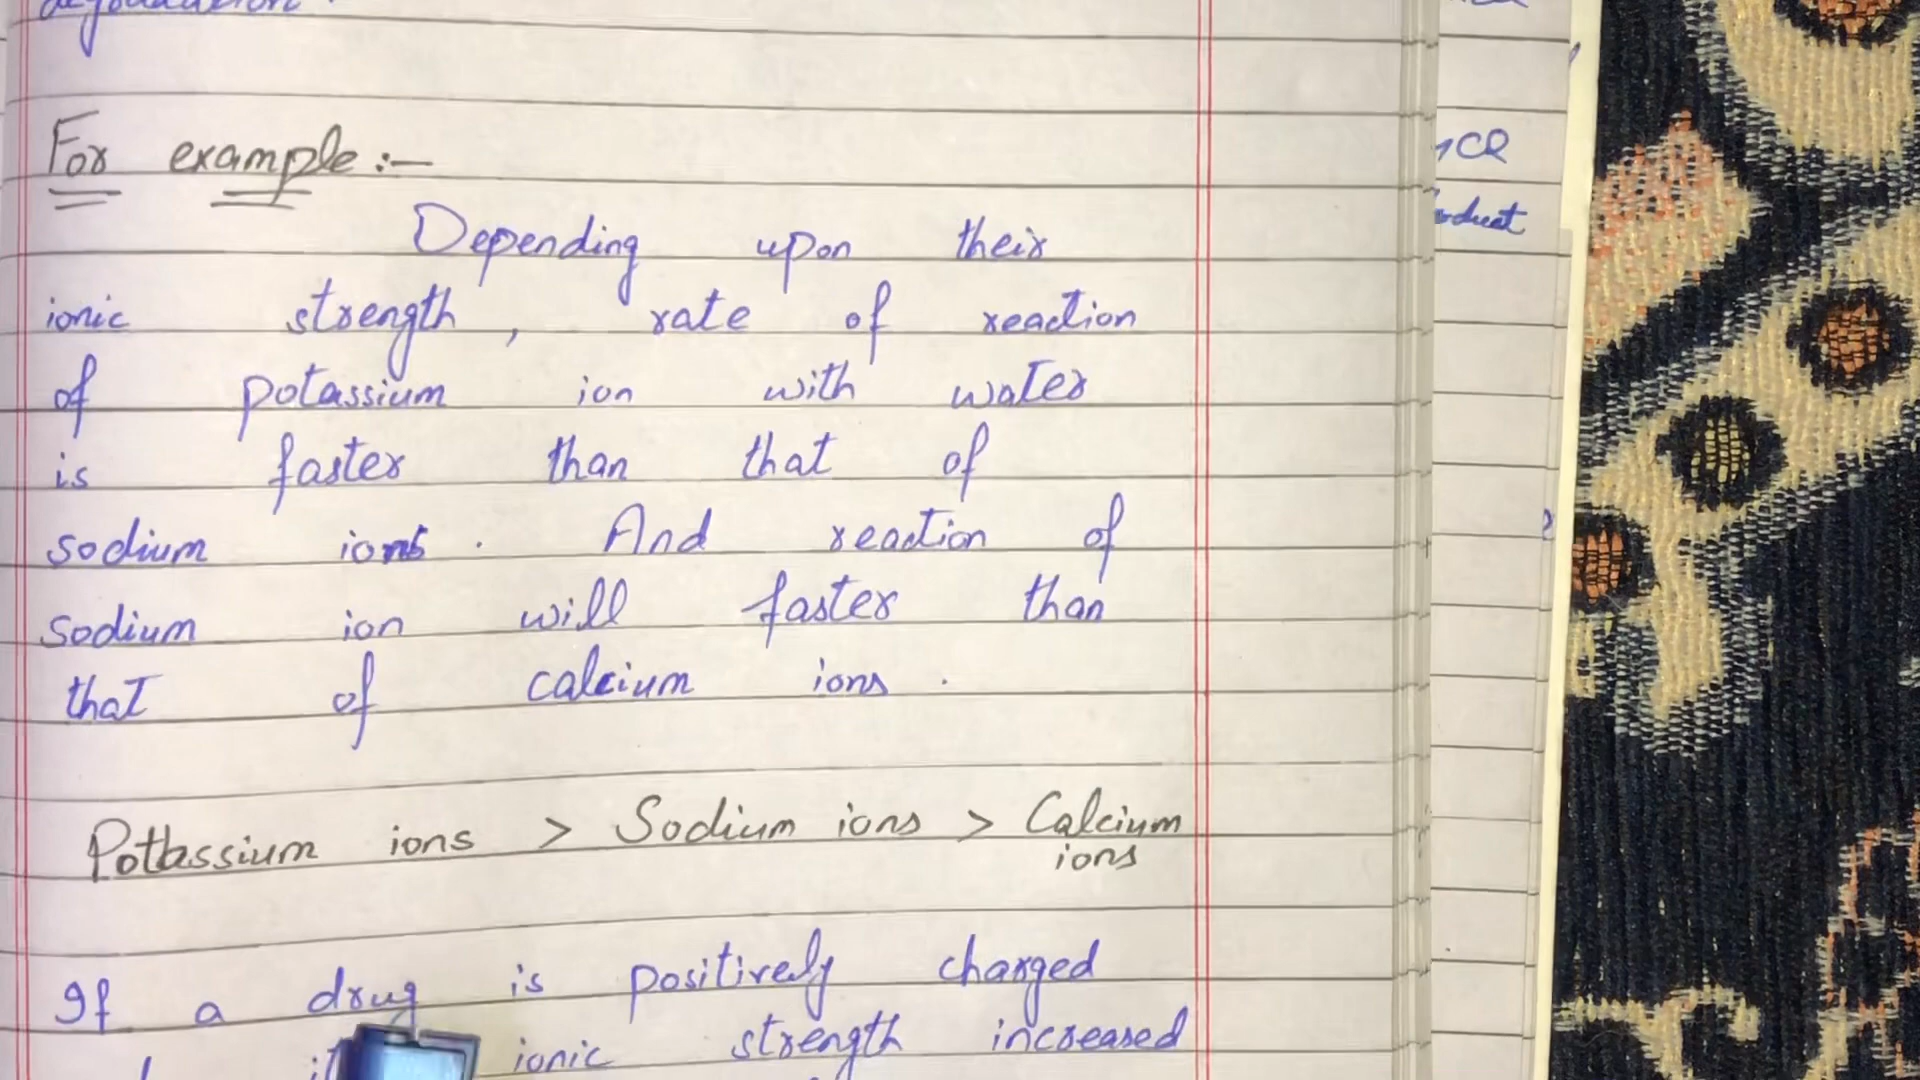 For example :-
Depending upon their
ionic strength, rate of reaction
of potassium ion with water
is faster than that of
sodium ions. And reaction of
sodium ion will faster than
that of calcium ions.
Potassium ions > Sodium ions > Calcium
ions
If a drug is positively charged
ionic strength increased